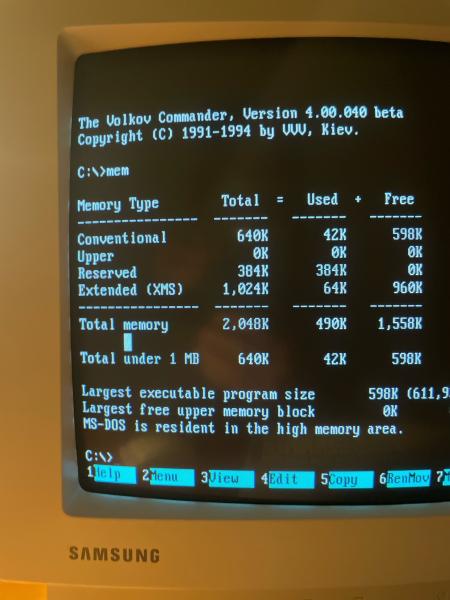 The Volkov Commander, Version 4.00.040 beta
Copyright (C) 1991-1994 by VVV, Kiev.
C:\>mem
Memory Type Total = Used + Free
---------------- ------- ------- -------
Conventional 640K 42K 598K
Upper 0K 0K 0K
Reserved 384K 384K 0K
Extended (XMS) 1,024K 64K 960K
---------------- ------- ------- -------
Total memory 2,048K 490K 1,558K
Total under 1 MB 640K 42K 598K
Largest executable program size 598K (611,9
Largest free upper memory block 0K
MS-DOS is resident in the high memory area.
C:\>
1Help 2Menu 3View 4Edit 5Copy 6RenMov 7
SAMSUNG